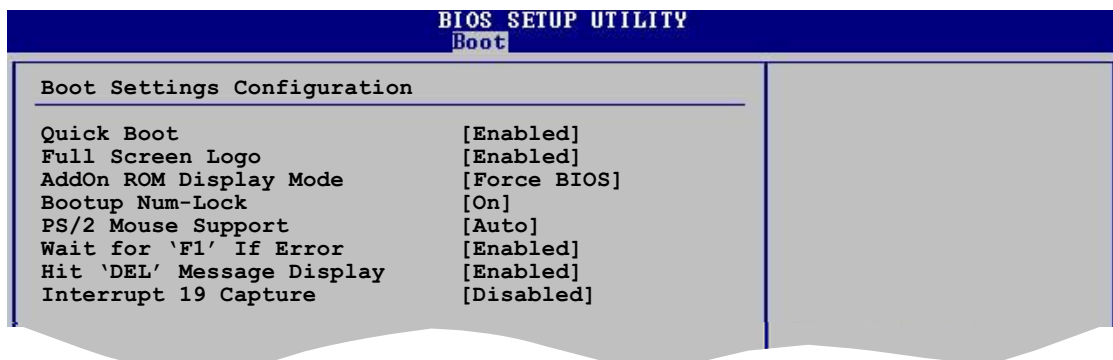 BIOS SETUP UTILITY
Boot
Boot Settings Configuration
Quick Boot [Enabled]
Full Screen Logo [Enabled]
AddOn ROM Display Mode [Force BIOS]
Bootup Num-Lock [On]
PS/2 Mouse Support [Auto]
Wait for ‘F1’ If Error [Enabled]
Hit ‘DEL’ Message Display [Enabled]
Interrupt 19 Capture [Disabled]